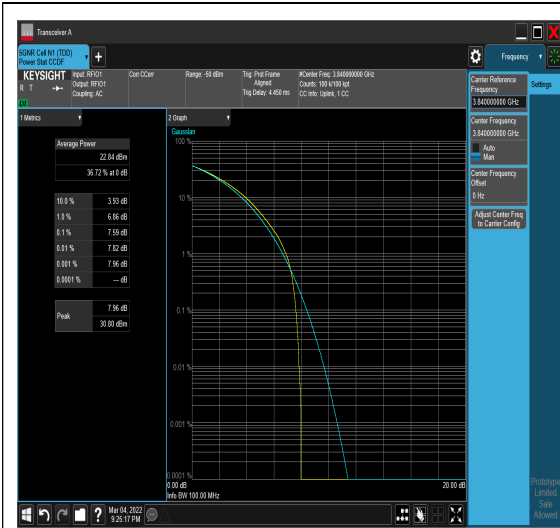 Transceiver A
5GNR Cell N1 (TDD)
Power Stat CCDF
+
Frequency
KEYSIGHT
R T
LXI
Input: RFIO1
Output: RFIO1
Coupling: AC
Corr CCorr
Range: -50 dBm
Trig: Prot Frame
Aligned
Trig Delay: 4.450 ms
#Center Freq: 3.840000000 GHz
Counts: 100 k/100 kpt
CC Info: Uplink, 1 CC
1 Metrics
Average Power
22.84 dBm
36.72 % at 0 dB
10.0 % 3.93 dB
1.0 % 6.86 dB
0.1 % 7.59 dB
0.01 % 7.82 dB
0.001 % 7.96 dB
0.0001 % --- dB
Peak
7.96 dB
30.80 dBm
2 Graph
Gaussian
100 %
10 %
1 %
0.1 %
0.01 %
0.001 %
0.0001 %
0.00 dB 20.00 dB
Info BW 100.00 MHz
Carrier Reference
Frequency
3.840000000 GHz
Center Frequency
3.840000000 GHz
Auto
Man
Center Frequency
Offset
0 Hz
Adjust Center Freq
to Carrier Config
Settings
Prototype
Limited
Sale
Allowed
?
Mar 04, 2022
9:25:17 PM